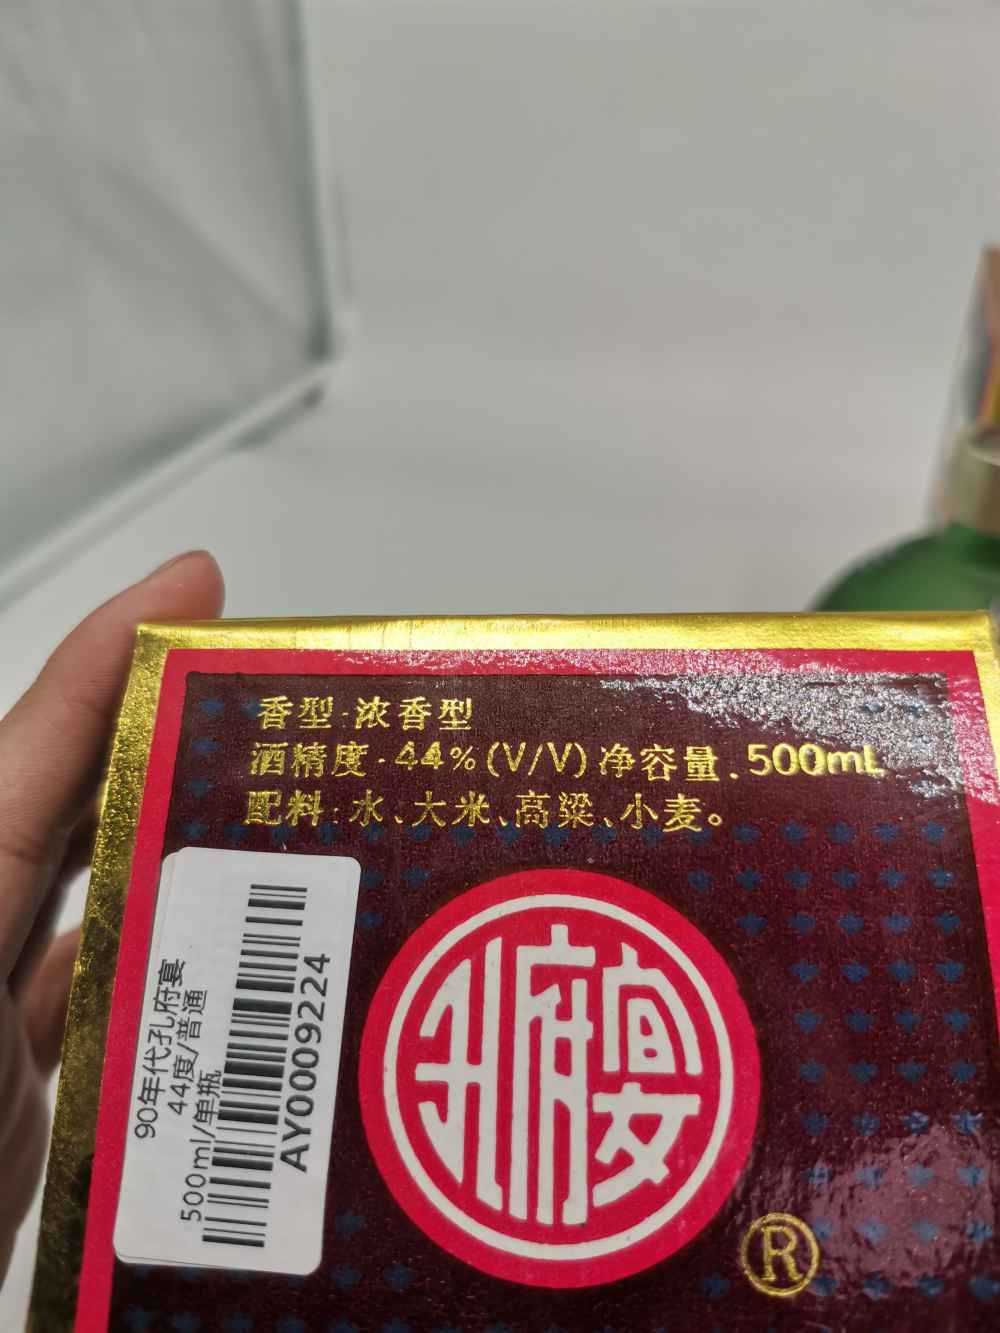 香型·浓香型
酒精度·44%(V/V)净容量.500mL
配料:水、大米、高粱、小麦。
孔府宴
®
90年代孔府宴
44度/普通
500ml/单瓶
AY0009224